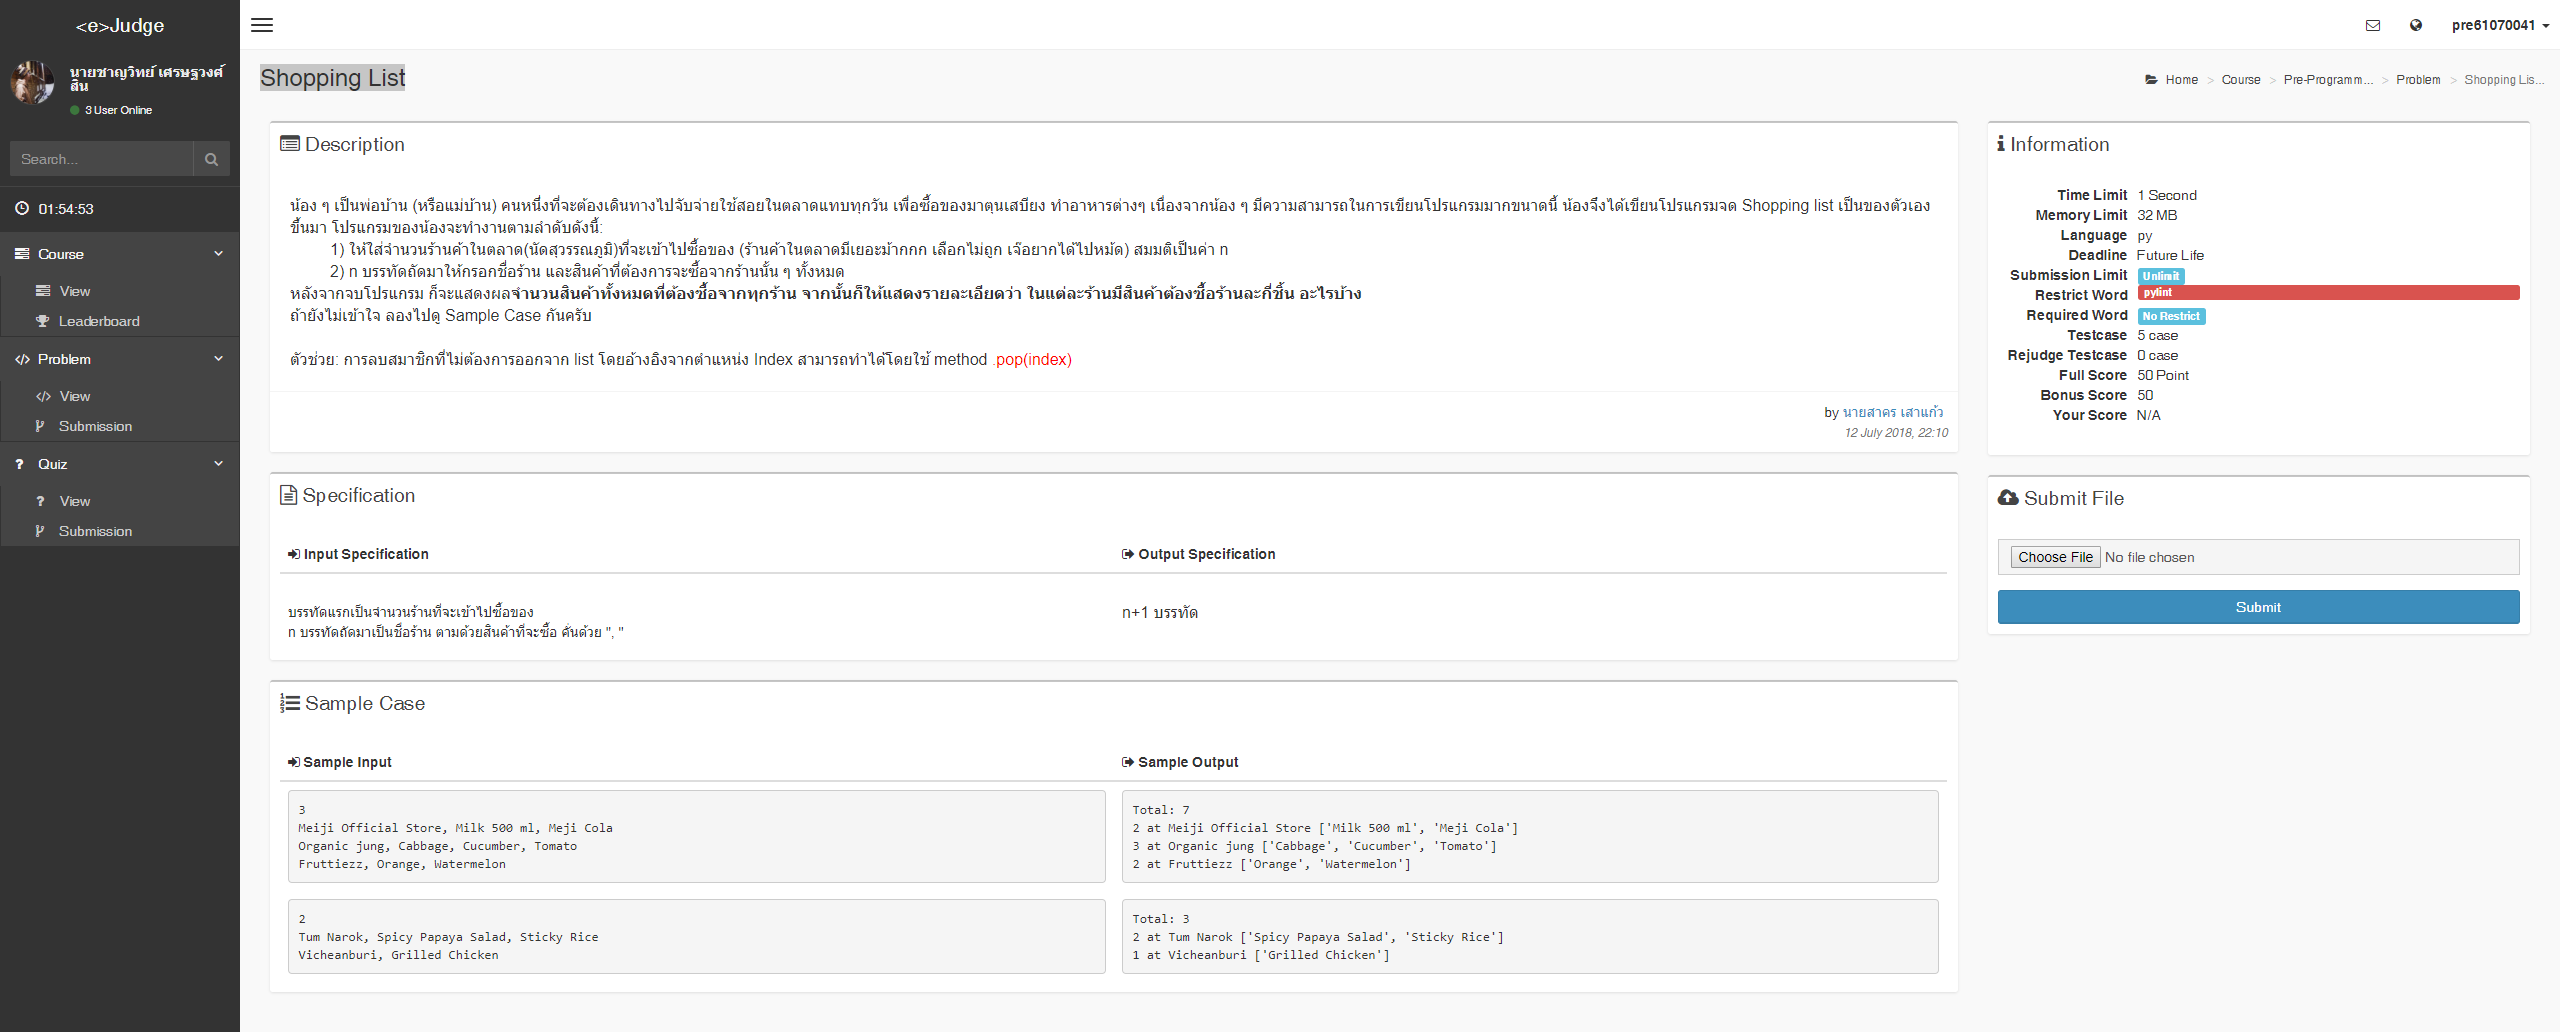 <e>Judge
pre61070041
นายชาญวิทย์ เศรษฐวงศ์
สิน
3 User Online
Search...
01:54:53
Course
View
Leaderboard
Problem
View
Submission
Quiz
View
Submission
Shopping List
Home > Course > Pre-Programm... > Problem > Shopping Lis...
Description
น้อง ๆ เป็นพ่อบ้าน (หรือแม่บ้าน) คนหนึ่งที่จะต้องเดินทางไปจับจ่ายใช้สอยในตลาดแทบทุกวัน เพื่อซื้อของมาตุนเสบียง ทำอาหารต่างๆ เนื่องจากน้อง ๆ มีความสามารถในการเขียนโปรแกรมมากขนาดนี้ น้องจึงได้เขียนโปรแกรมจด Shopping list เป็นของตัวเอง
ขึ้นมา โปรแกรมของน้องจะทำงานตามลำดับดังนี้:
1) ให้ใส่จำนวนร้านค้าในตลาด(นัดสุวรรณภูมิ)ที่จะเข้าไปซื้อของ (ร้านค้าในตลาดมีเยอะม้ากกก เลือกไม่ถูก เจ๊อยากได้ไปหม้ด) สมมติเป็นค่า n
2) n บรรทัดถัดมาให้กรอกชื่อร้าน และสินค้าที่ต้องการจะซื้อจากร้านนั้น ๆ ทั้งหมด
หลังจากจบโปรแกรม ก็จะแสดงผลจำนวนสินค้าทั้งหมดที่ต้องซื้อจากทุกร้าน จากนั้นก็ให้แสดงรายละเอียดว่า ในแต่ละร้านมีสินค้าต้องซื้อร้านละกี่ชิ้น อะไรบ้าง
ถ้ายังไม่เข้าใจ ลองไปดู Sample Case กันครับ
ตัวช่วย: การลบสมาชิกที่ไม่ต้องการออกจาก list โดยอ้างอิงจากตำแหน่ง Index สามารถทำได้โดยใช้ method .pop(index)
by นายสาคร เสาแก้ว
12 July 2018, 22:10
Specification
Input Specification
บรรทัดแรกเป็นจำนวนร้านที่จะเข้าไปซื้อของ
n บรรทัดถัดมาเป็นชื่อร้าน ตามด้วยสินค้าที่จะซื้อ คั่นด้วย ", "
Output Specification
n+1 บรรทัด
Sample Case
Sample Input
Sample Output
3
Meiji Official Store, Milk 500 ml, Meji Cola
Organic jung, Cabbage, Cucumber, Tomato
Fruttiezz, Orange, Watermelon
Total: 7
2 at Meiji Official Store ['Milk 500 ml', 'Meji Cola']
3 at Organic jung ['Cabbage', 'Cucumber', 'Tomato']
2 at Fruttiezz ['Orange', 'Watermelon']
2
Tum Narok, Spicy Papaya Salad, Sticky Rice
Vicheanburi, Grilled Chicken
Total: 3
2 at Tum Narok ['Spicy Papaya Salad', 'Sticky Rice']
1 at Vicheanburi ['Grilled Chicken']
Information
Time Limit 1 Second
Memory Limit 32 MB
Language py
Deadline Future Life
Submission Limit Unlimit
Restrict Word pylint
Required Word No Restrict
Testcase 5 case
Rejudge Testcase 0 case
Full Score 50 Point
Bonus Score 50
Your Score N/A
Submit File
Choose File No file chosen
Submit